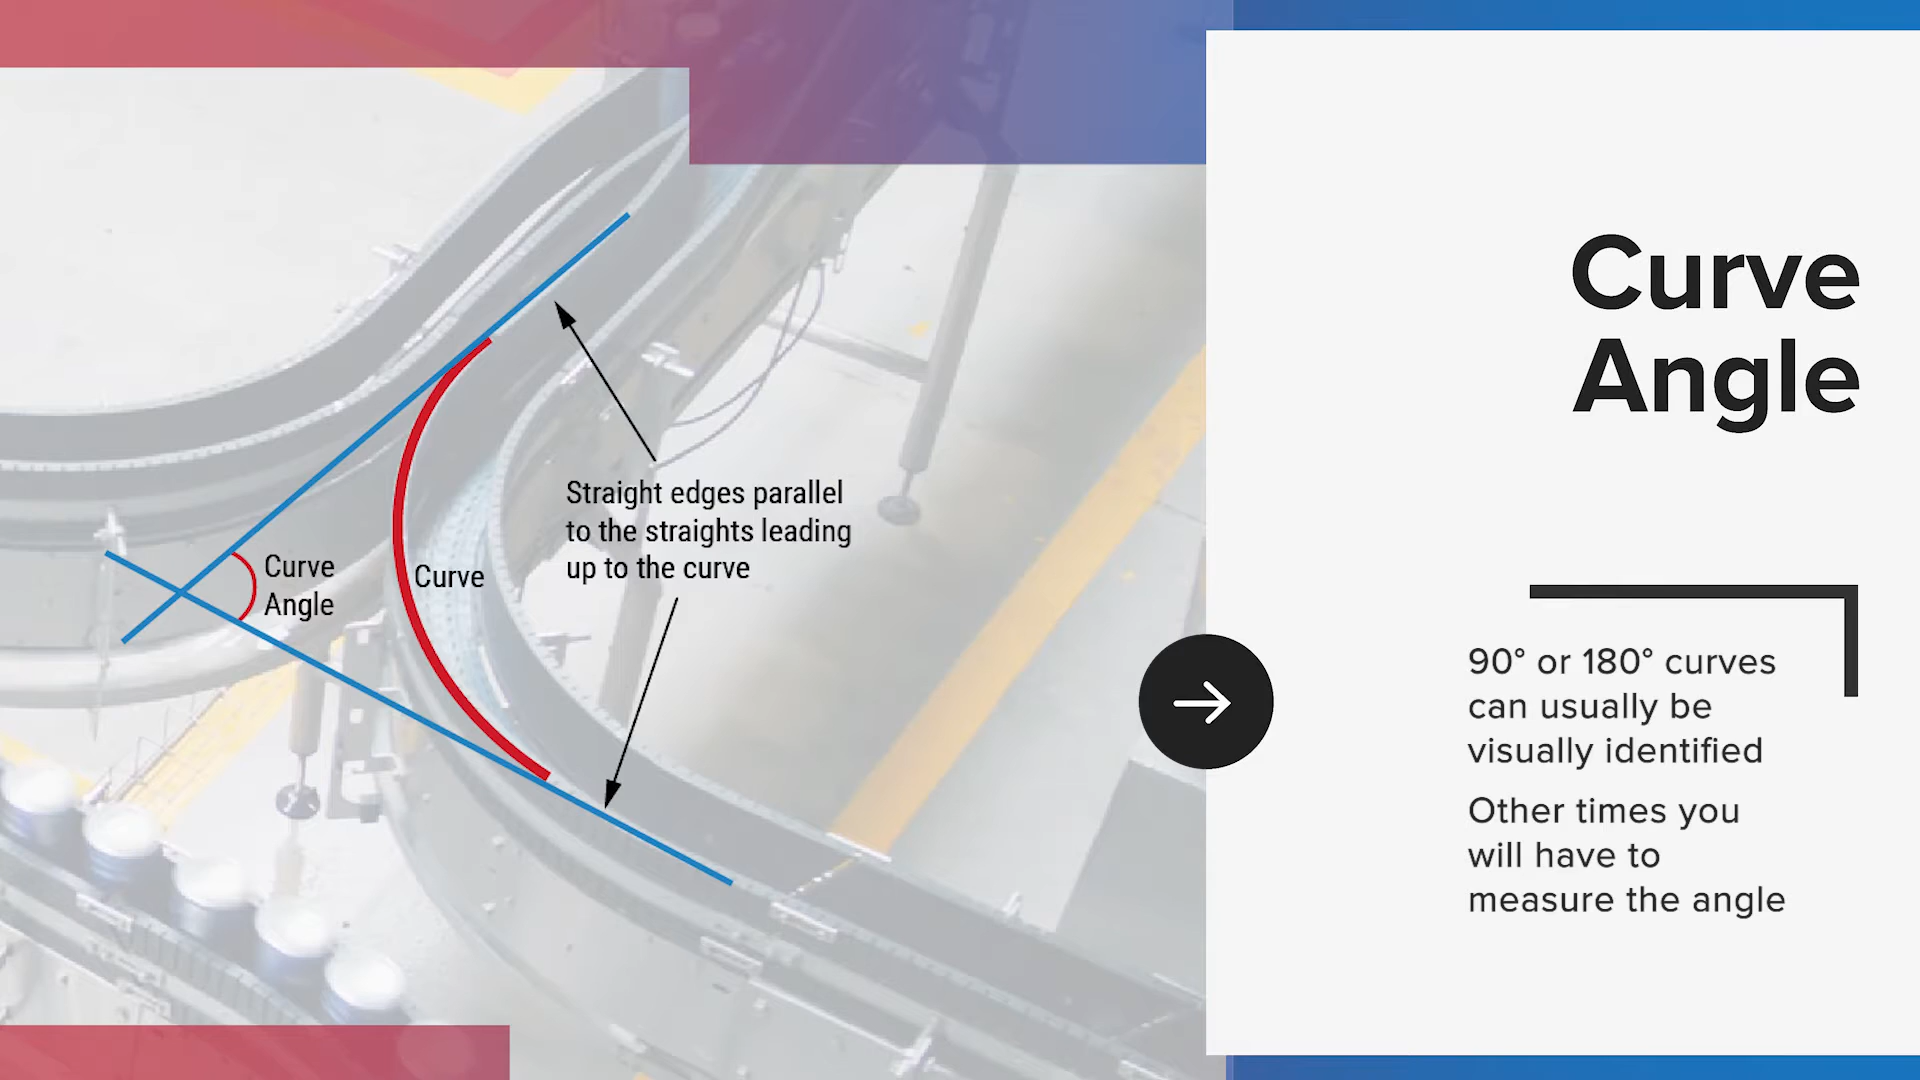 Curve
Angle
Curve
Straight edges parallel
to the straights leading
up to the curve
Curve
Angle
90° or 180° curves
can usually be
visually identified
Other times you
will have to
measure the angle